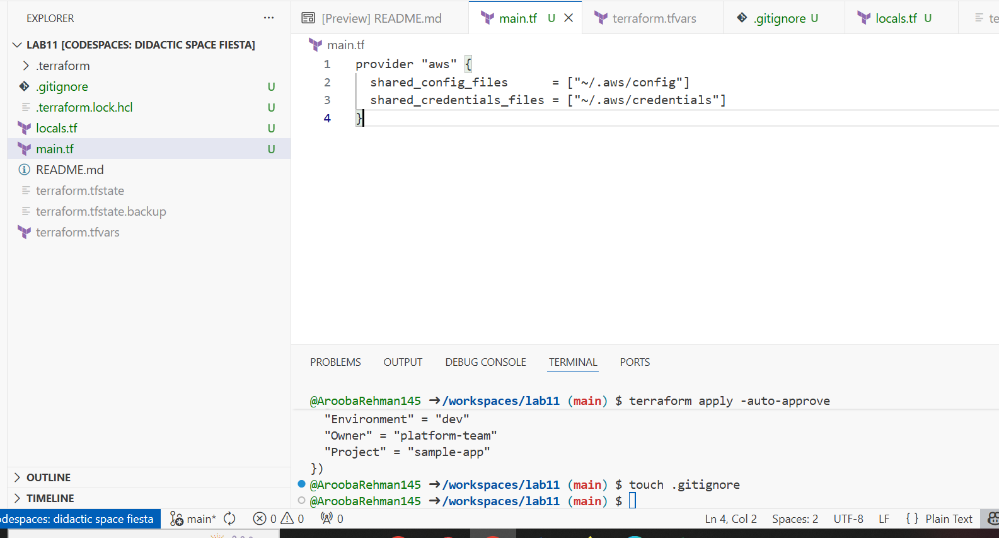 EXPLORER
LAB11 [CODESPACES: DIDACTIC SPACE FIESTA]
.terraform
.gitignore U
.terraform.lock.hcl U
locals.tf U
main.tf U
README.md
terraform.tfstate
terraform.tfstate.backup
terraform.tfvars
OUTLINE
TIMELINE
[Preview] README.md main.tf U terraform.tfvars .gitignore U locals.tf U te
main.tf
1 provider "aws" {
2 shared_config_files = ["~/.aws/config"]
3 shared_credentials_files = ["~/.aws/credentials"]
4 }
PROBLEMS OUTPUT DEBUG CONSOLE TERMINAL PORTS
@AroobaRehman145 ➜/workspaces/lab11 (main) $ terraform apply -auto-approve
"Environment" = "dev"
"Owner" = "platform-team"
"Project" = "sample-app"
})
@AroobaRehman145 ➜/workspaces/lab11 (main) $ touch .gitignore
@AroobaRehman145 ➜/workspaces/lab11 (main) $
odespaces: didactic space fiesta main* 0 0 0 Ln 4, Col 2 Spaces: 2 UTF-8 LF { } Plain Text